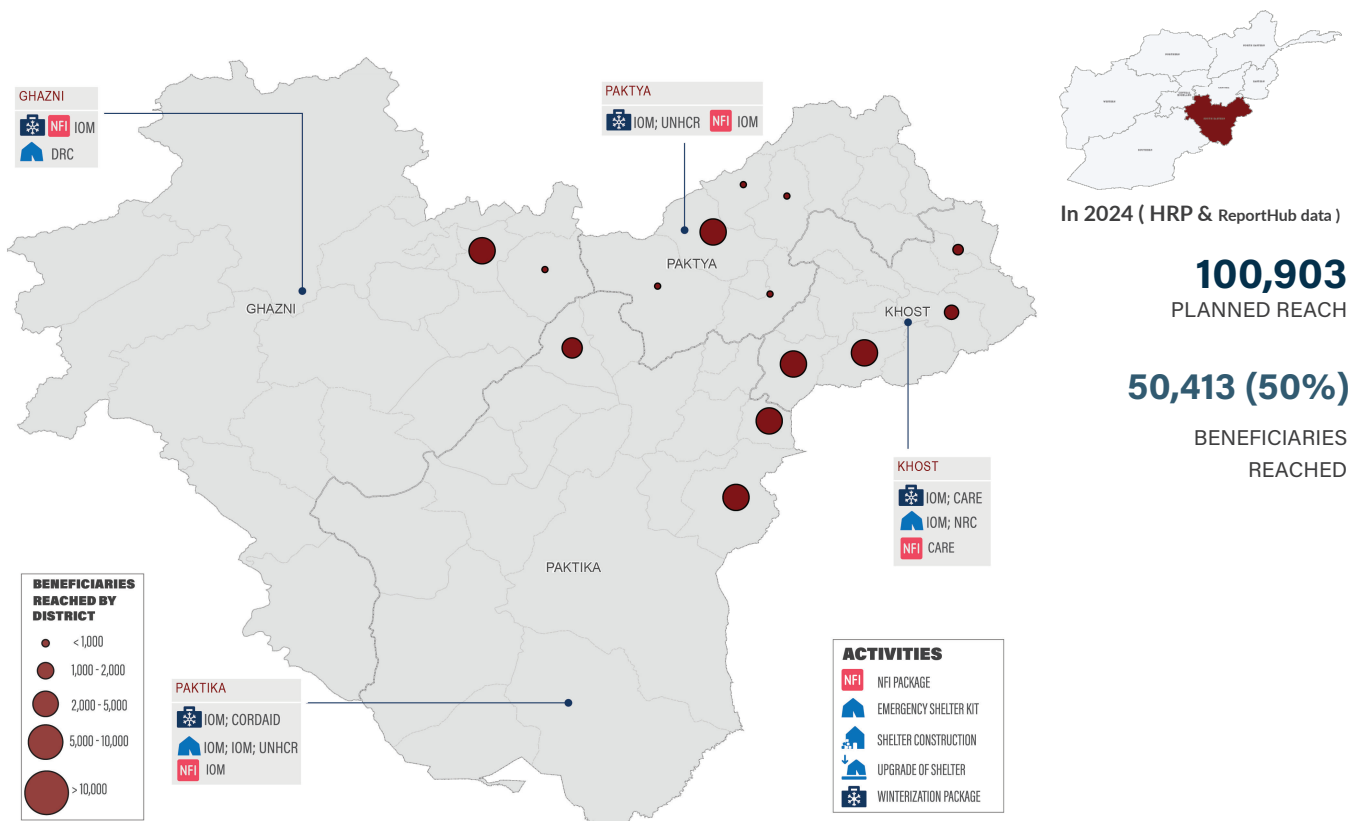 GHAZNI
NFI IOM
DRC
PAKTYA
IOM; UNHCR NFI IOM
In 2024 ( HRP & ReportHub data )
100,903
PLANNED REACH
50,413 (50%)
BENEFICIARIES
REACHED
PAKTYA
GHAZNI
KHOST
KHOST
IOM; CARE
IOM; NRC
NFI CARE
PAKTIKA
BENEFICIARIES
REACHED BY
DISTRICT
< 1,000
1,000 - 2,000
2,000 - 5,000
5,000 - 10,000
> 10,000
PAKTIKA
IOM; CORDAID
IOM; IOM; UNHCR
NFI IOM
ACTIVITIES
NFI NFI PACKAGE
EMERGENCY SHELTER KIT
SHELTER CONSTRUCTION
UPGRADE OF SHELTER
WINTERIZATION PACKAGE